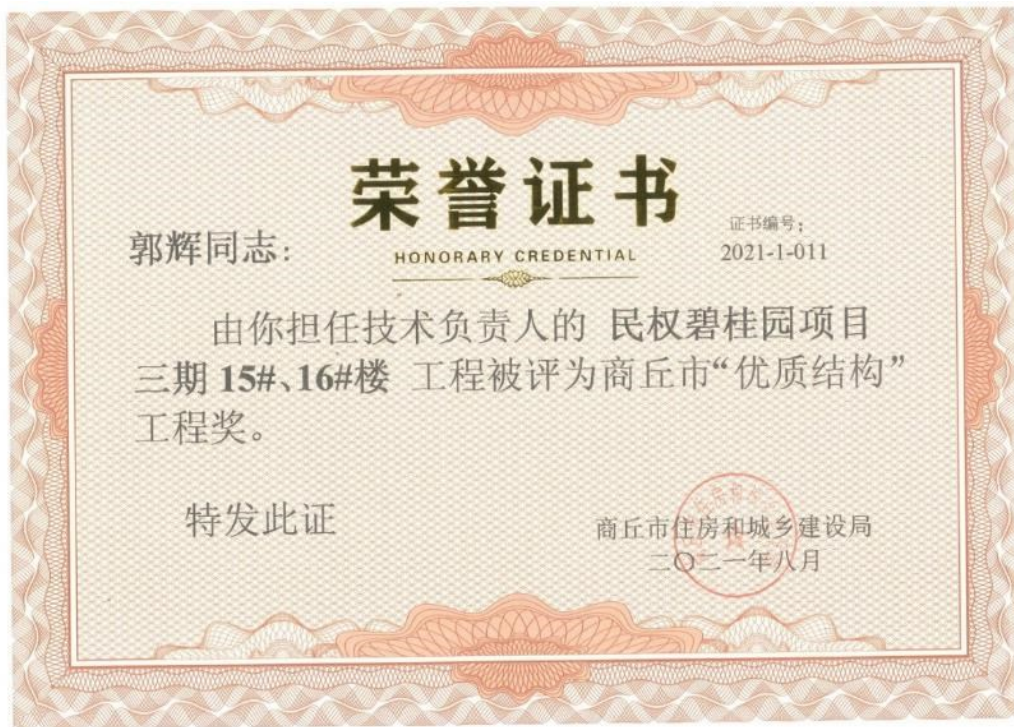 荣誉证书
HONORARY CREDENTIAL
证书编号：
2021-1-011
郭辉同志：
由你担任技术负责人的 民权碧桂园项目
三期 15#、16#楼 工程被评为商丘市“优质结构”
工程奖。
特发此证
商丘市住房和城乡建设局
二〇二一年八月